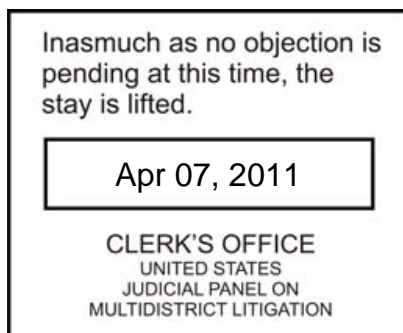 Inasmuch as no objection is
pending at this time, the
stay is lifted.
Apr 07, 2011
CLERK'S OFFICE
UNITED STATES
JUDICIAL PANEL ON
MULTIDISTRICT LITIGATION